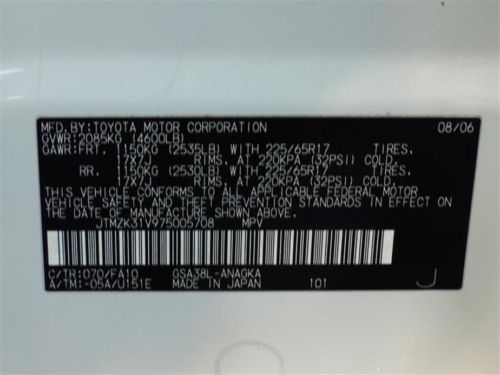 MFD.BY:TOYOTA MOTOR CORPORATION 08/06
GVWR:2085KG (4600LB)
GAWR:FRT. 1150KG (2535LB) WITH 225/65R17 TIRES.
17X7J RIMS. AT 220KPA (32PSI) COLD.
RR. 1150KG (2530LB) WITH 225/65R17 TIRES.
17X7J RIMS. AT 220KPA (32PSI) COLD.
THIS VEHICLE CONFORMS TO ALL APPLICABLE FEDERAL MOTOR
VEHICLE SAFETY AND THEFT PREVENTION STANDARDS IN EFFECT ON
THE DATE OF MANUFACTURE SHOWN ABOVE.
JTMZK31V975005708 MPV
C/TR:070/FA10 GSA38L-ANAGKA
A/TM:-05A/U151E MADE IN JAPAN 101 J